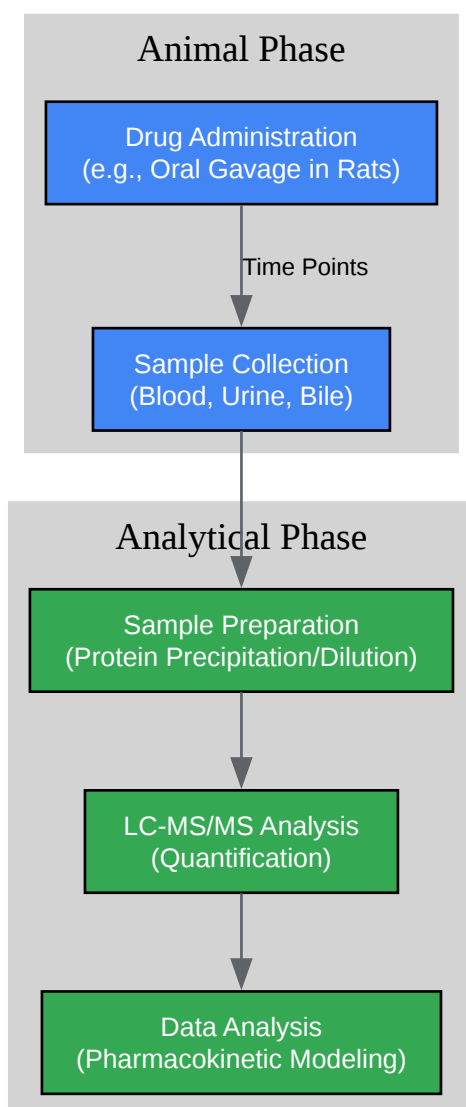 Animal Phase
Drug Administration
(e.g., Oral Gavage in Rats)
Time Points
Sample Collection
(Blood, Urine, Bile)
Analytical Phase
Sample Preparation
(Protein Precipitation/Dilution)
LC-MS/MS Analysis
(Quantification)
Data Analysis
(Pharmacokinetic Modeling)